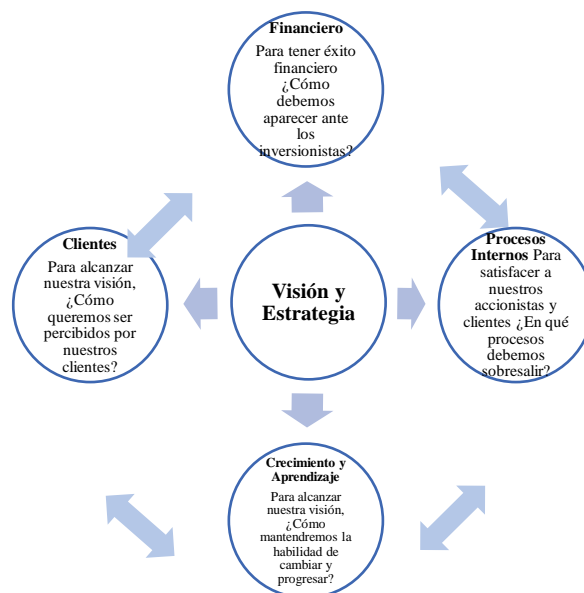 Financiero
Para tener éxito
financiero
¿Cómo
debemos
aparecer ante
los
inversionistas?
Clientes
Para alcanzar
nuestra visión,
¿Cómo
queremos ser
percibidos por
nuestros
clientes?
Visión y
Estrategia
Procesos
Internos Para
satisfacer a
nuestros
accionistas y
clientes ¿En qué
procesos
debemos
sobresalir?
Crecimiento y
Aprendizaje
Para alcanzar
nuestra visión,
¿Cómo
mantendremos la
habilidad de
cambiar y
progresar?